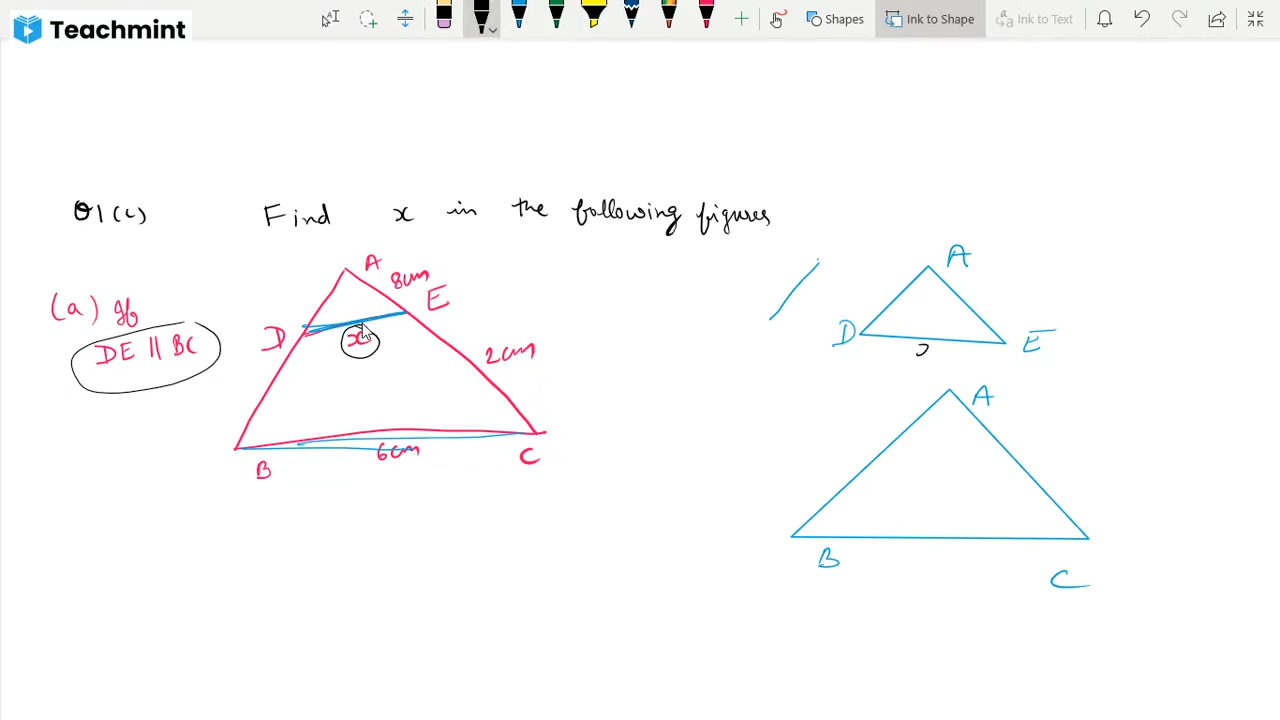 Teachmint
Shapes
Ink to Shape
Ink to Text
Q1(c) Find x in the following figures
(a) If
DE || BC
A
8cm
E
D
x
2cm
6cm
B
C
A
D
E
A
B
C